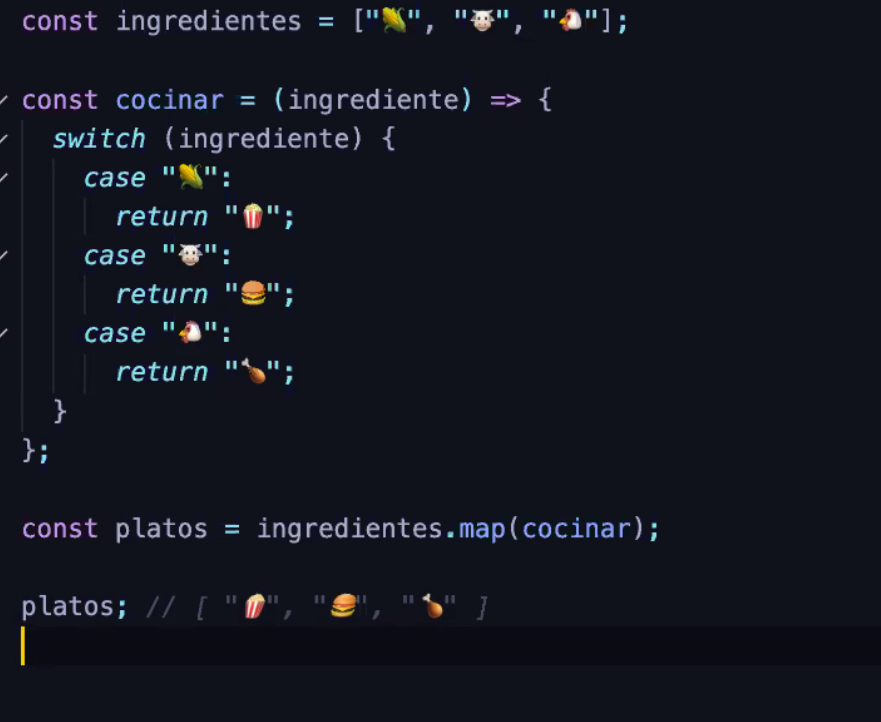 const ingredientes = ["🌽", "🐮", "🐔"];
const cocinar = (ingrediente) => {
switch (ingrediente) {
case "🌽":
return "🍿";
case "🐮":
return "🍔";
case "🐔":
return "🍗";
}
};
const platos = ingredientes.map(cocinar);
platos; // [ "🍿", "🍔", "🍗" ]